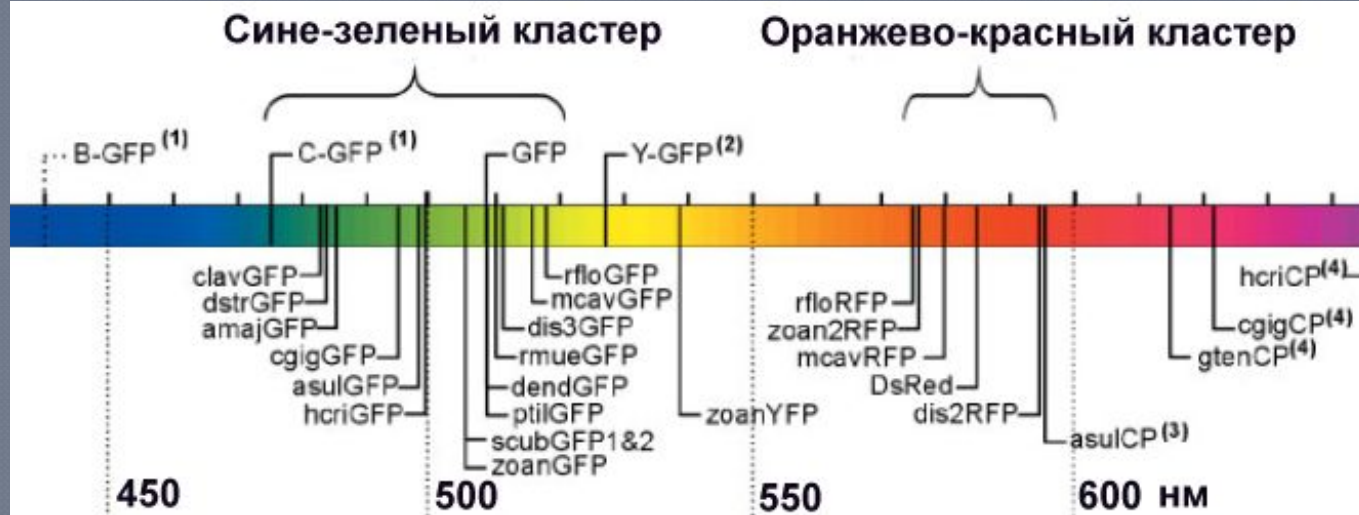 Сине-зеленый кластер
Оранжево-красный кластер
B-GFP (1)
C-GFP (1)
GFP
Y-GFP(2)
clavGFP
dstrGFP
amajGFP
cgigGFP
asulGFP
hcriGFP
rfloGFP
mcavGFP
dis3GFP
rmueGFP
dendGFP
ptilGFP
scubGFP1&2
zoanGFP
zoanYFP
rfloRFP
zoan2RFP
mcavRFP
DsRed
dis2RFP
asulCP(3)
hcriCP(4)
cgigCP(4)
gtenCP(4)
450
500
550
600 нм